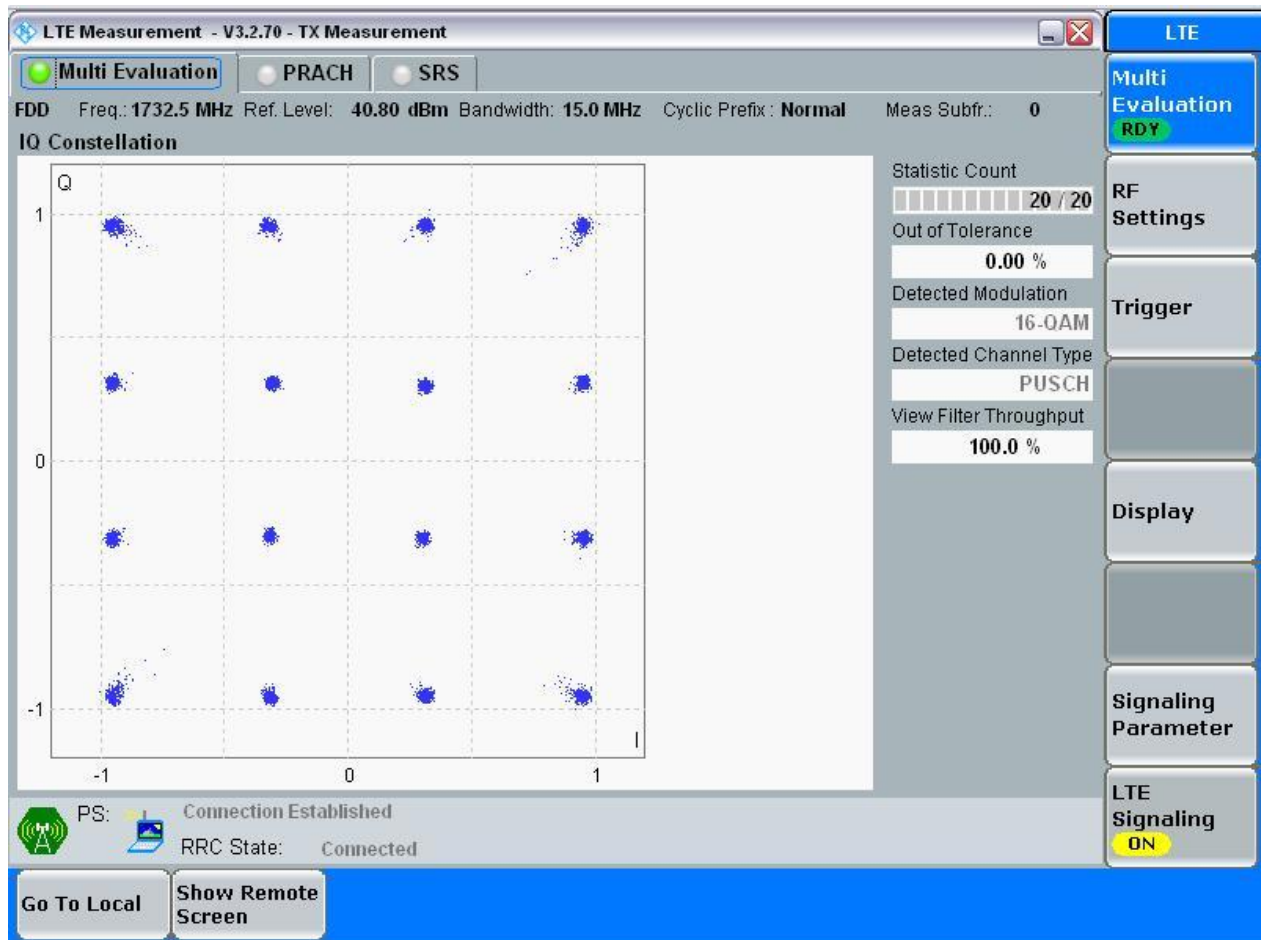 LTE Measurement - V3.2.70 - TX Measurement
LTE
Multi Evaluation PRACH SRS
Multi
Evaluation
RDY
FDD Freq.: 1732.5 MHz Ref. Level: 40.80 dBm Bandwidth: 15.0 MHz Cyclic Prefix : Normal Meas Subfr.: 0
IQ Constellation
Q
1
0
-1
I
-1 0 1
Statistic Count
20 / 20
Out of Tolerance
0.00 %
Detected Modulation
16-QAM
Detected Channel Type
PUSCH
View Filter Throughput
100.0 %
RF
Settings
Trigger
Display
Signaling
Parameter
LTE
Signaling
ON
PS: Connection Established
RRC State: Connected
Go To Local
Show Remote
Screen